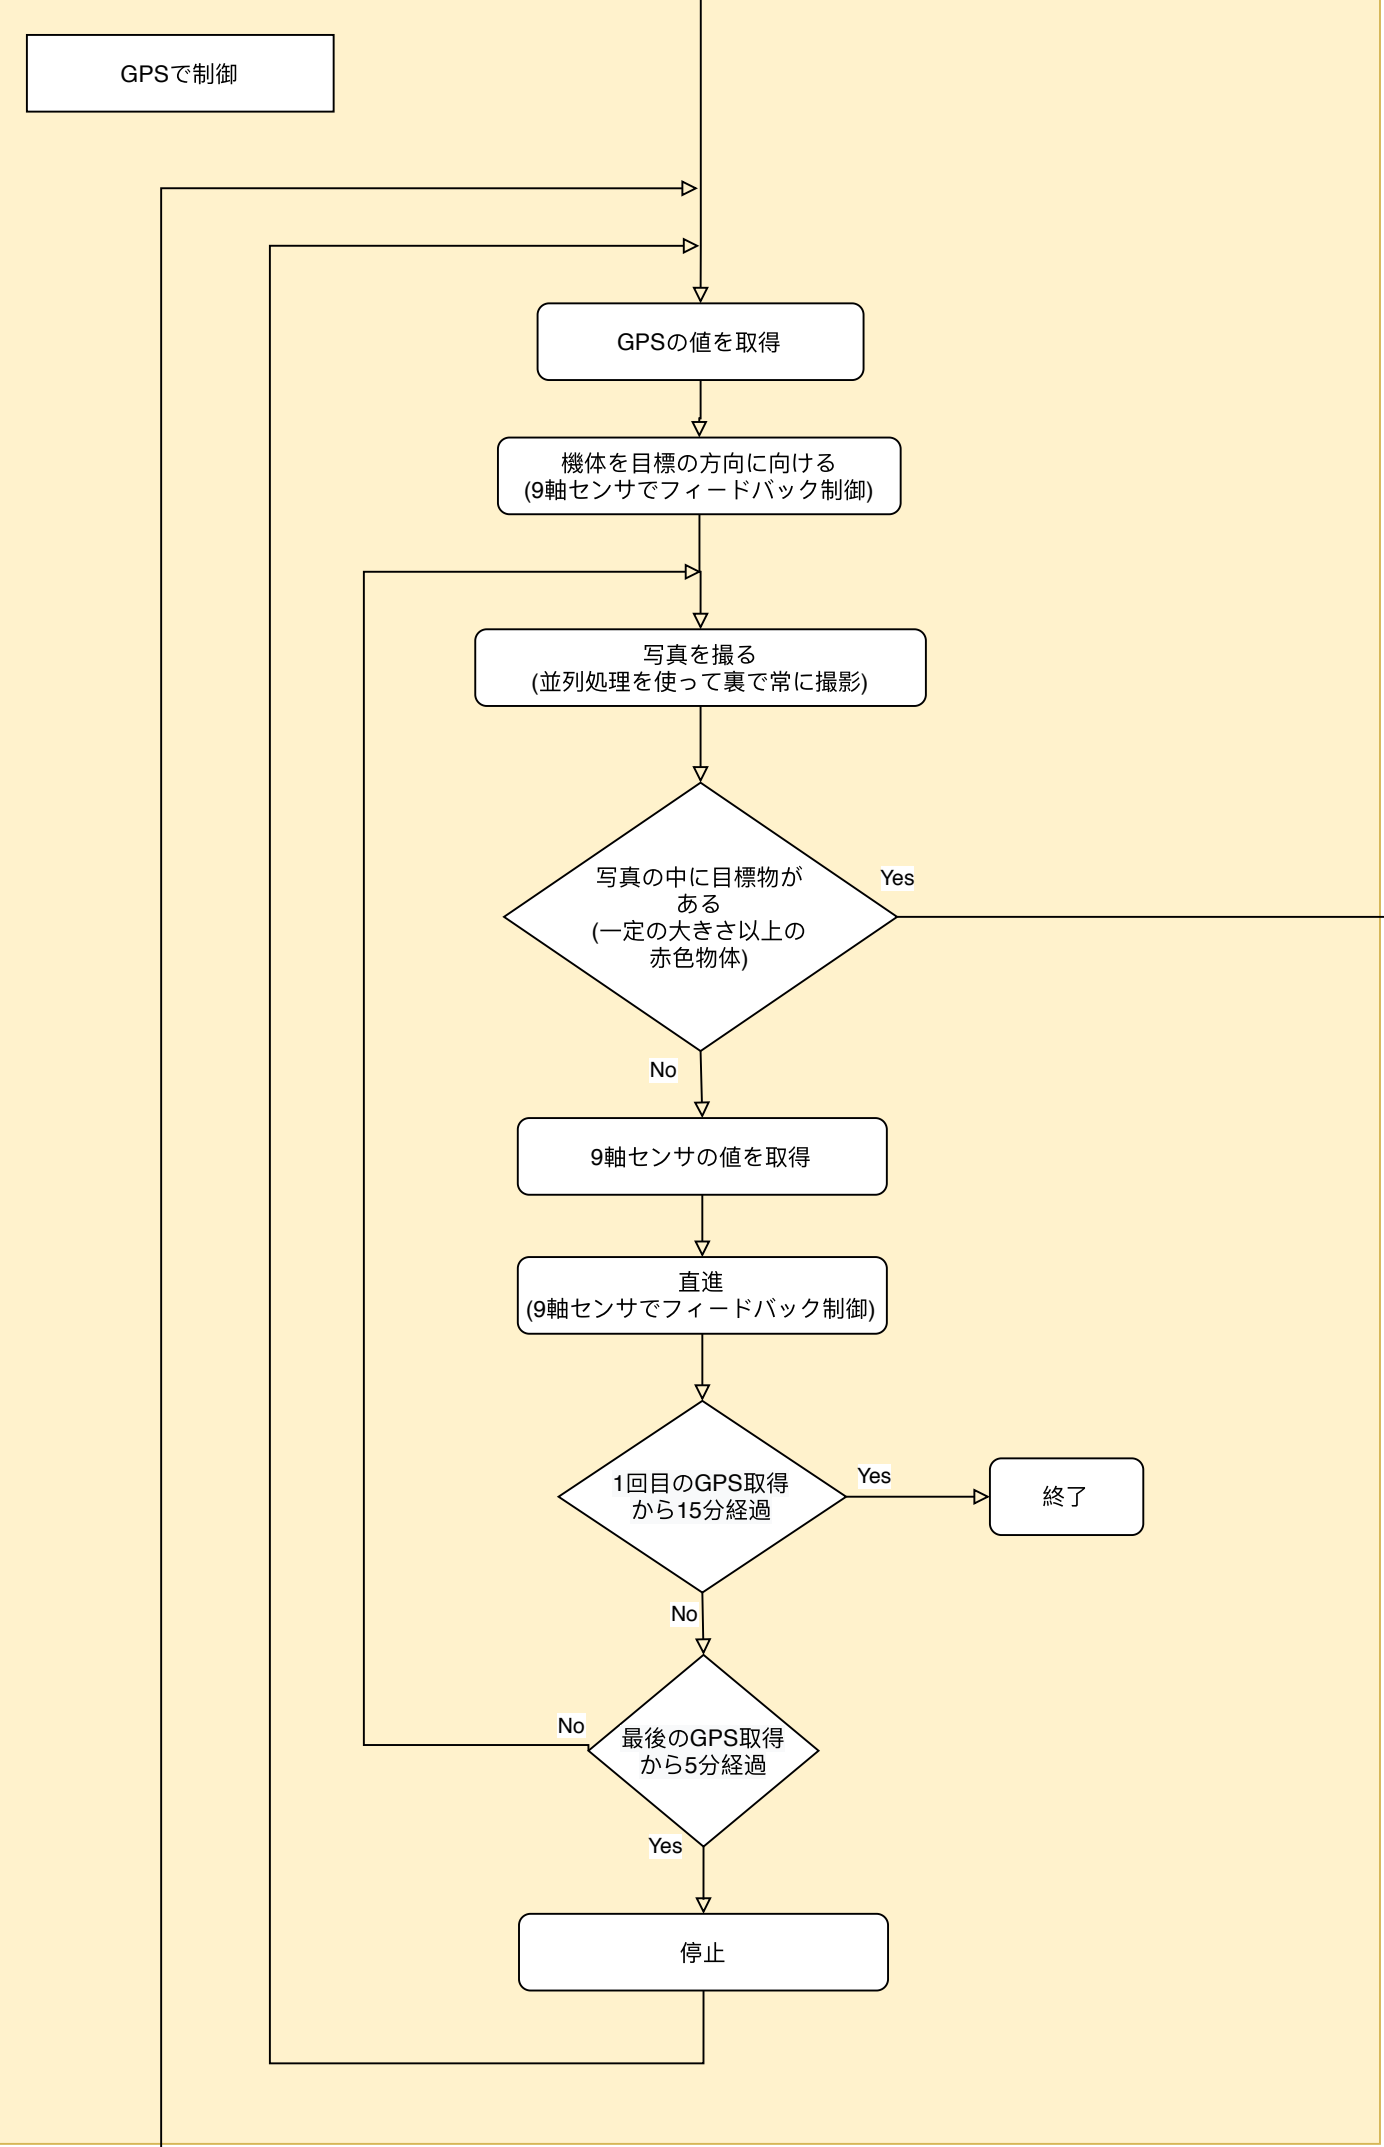 GPSで制御
GPSの値を取得
機体を目標の方向に向ける
(9軸センサでフィードバック制御)
写真を撮る
(並列処理を使って裏で常に撮影)
写真の中に目標物が
ある
(一定の大きさ以上の
赤色物体)
Yes
No
9軸センサの値を取得
直進
(9軸センサでフィードバック制御)
1回目のGPS取得
から15分経過
Yes
終了
No
最後のGPS取得
から5分経過
No
Yes
停止